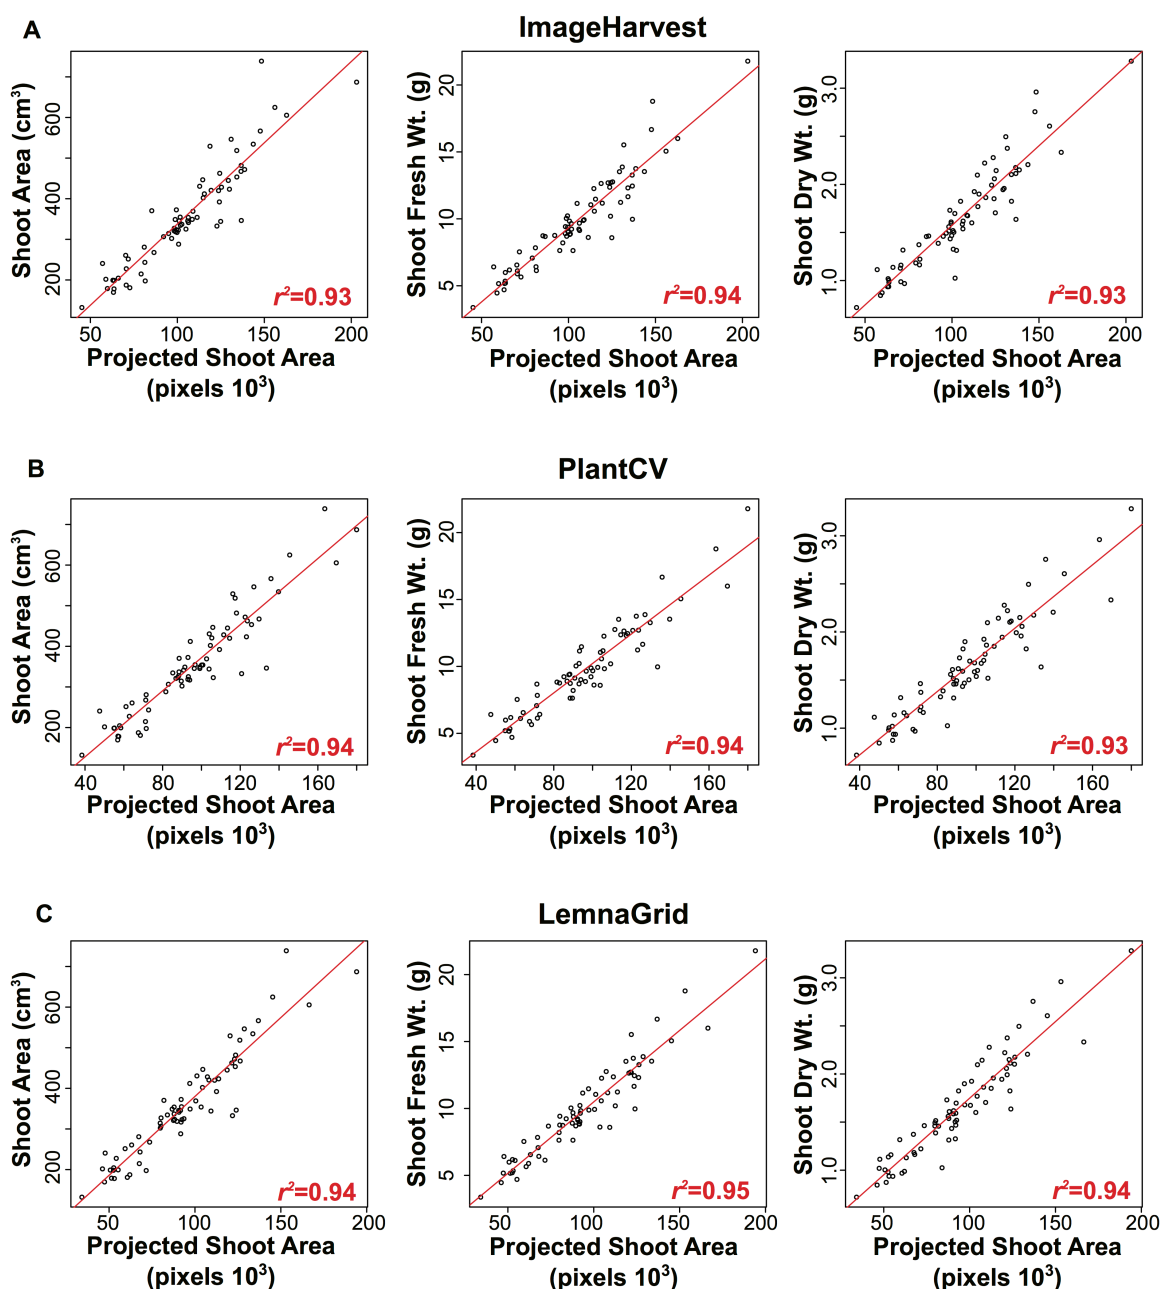 A
ImageHarvest
Shoot Area (cm³)
200 400 600
r²=0.93
50 100 150 200
Projected Shoot Area
(pixels 10³)
Shoot Fresh Wt. (g)
5 10 15 20
r²=0.94
50 100 150 200
Projected Shoot Area
(pixels 10³)
Shoot Dry Wt. (g)
1.0 2.0 3.0
r²=0.93
50 100 150 200
Projected Shoot Area
(pixels 10³)
B
PlantCV
Shoot Area (cm³)
200 400 600
r²=0.94
40 80 120 160
Projected Shoot Area
(pixels 10³)
Shoot Fresh Wt. (g)
5 10 15 20
r²=0.94
40 80 120 160
Projected Shoot Area
(pixels 10³)
Shoot Dry Wt. (g)
1.0 2.0 3.0
r²=0.93
40 80 120 160
Projected Shoot Area
(pixels 10³)
C
LemnaGrid
Shoot Area (cm³)
200 400 600
r²=0.94
50 100 150 200
Projected Shoot Area
(pixels 10³)
Shoot Fresh Wt. (g)
5 10 15 20
r²=0.95
50 100 150 200
Projected Shoot Area
(pixels 10³)
Shoot Dry Wt. (g)
1.0 2.0 3.0
r²=0.94
50 100 150 200
Projected Shoot Area
(pixels 10³)